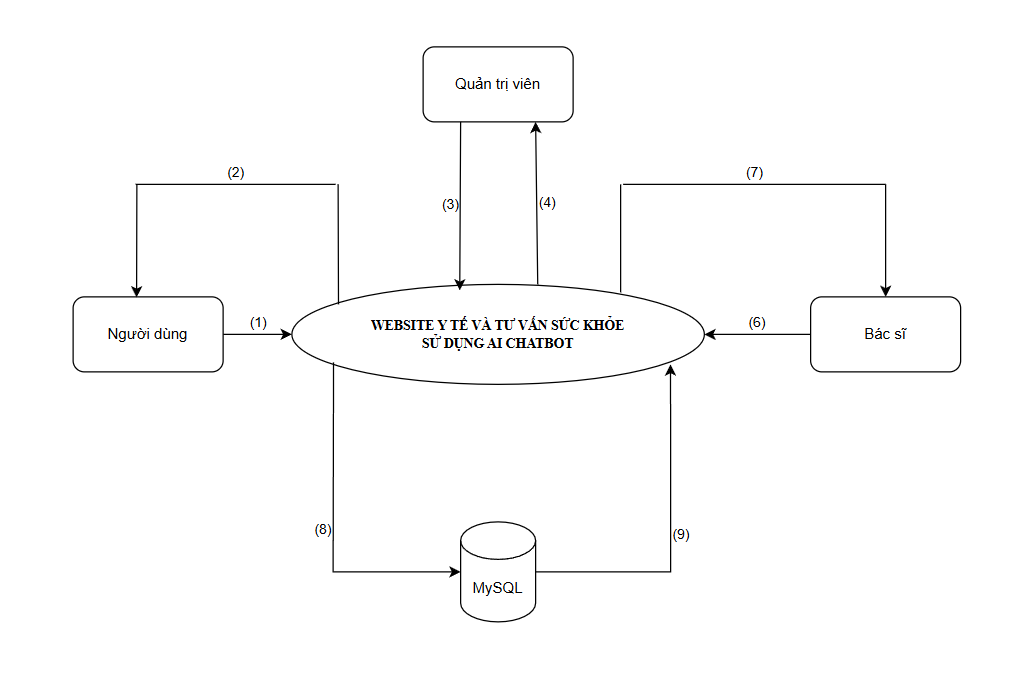 Quản trị viên
(2)
(7)
(3)
(4)
Người dùng
(1)
WEBSITE Y TẾ VÀ TƯ VẤN SỨC KHỎE
SỬ DỤNG AI CHATBOT
(6)
Bác sĩ
(8)
(9)
MySQL